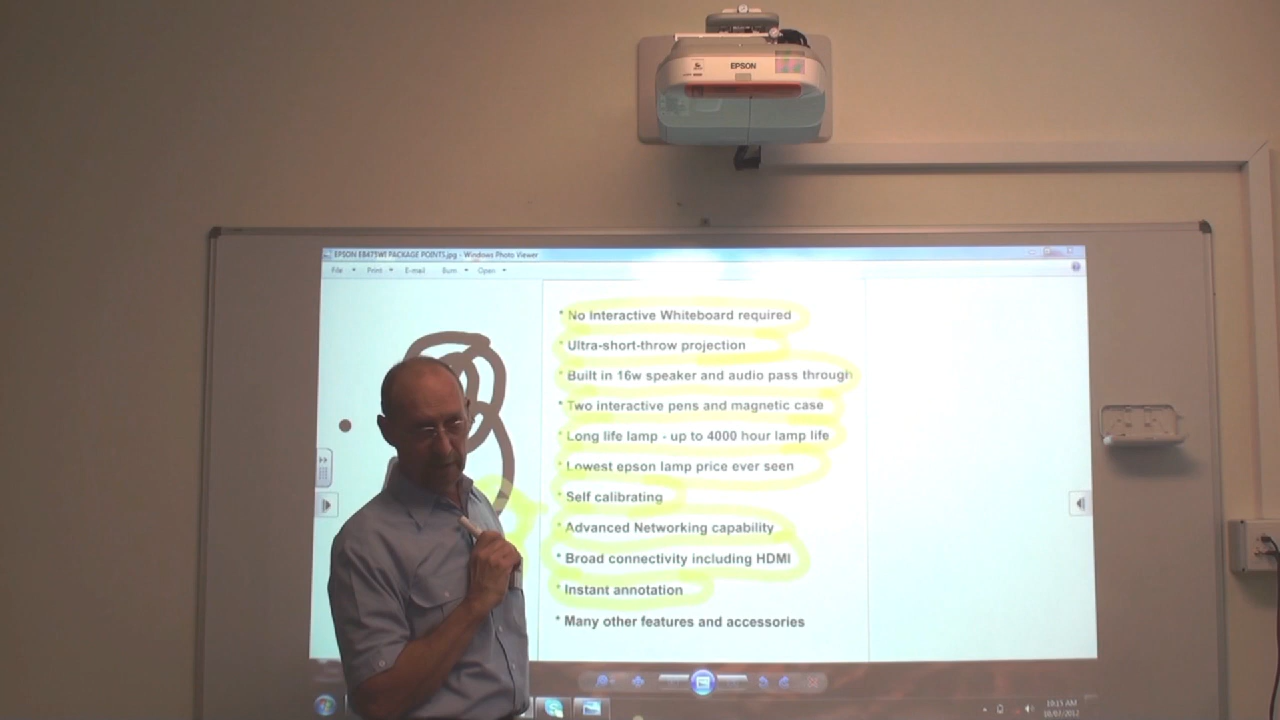 EPSON
EPSON EB475WI PACKAGE POINTS.jpg - Windows Photo Viewer
File Print E-mail Burn Open
* No Interactive Whiteboard required
* Ultra-short-throw projection
* Built in 16w speaker and audio pass through
* Two interactive pens and magnetic case
* Long life lamp - up to 4000 hour lamp life
* Lowest epson lamp price ever seen
* Self calibrating
* Advanced Networking capability
* Broad connectivity including HDMI
* Instant annotation
* Many other features and accessories
10:15 AM